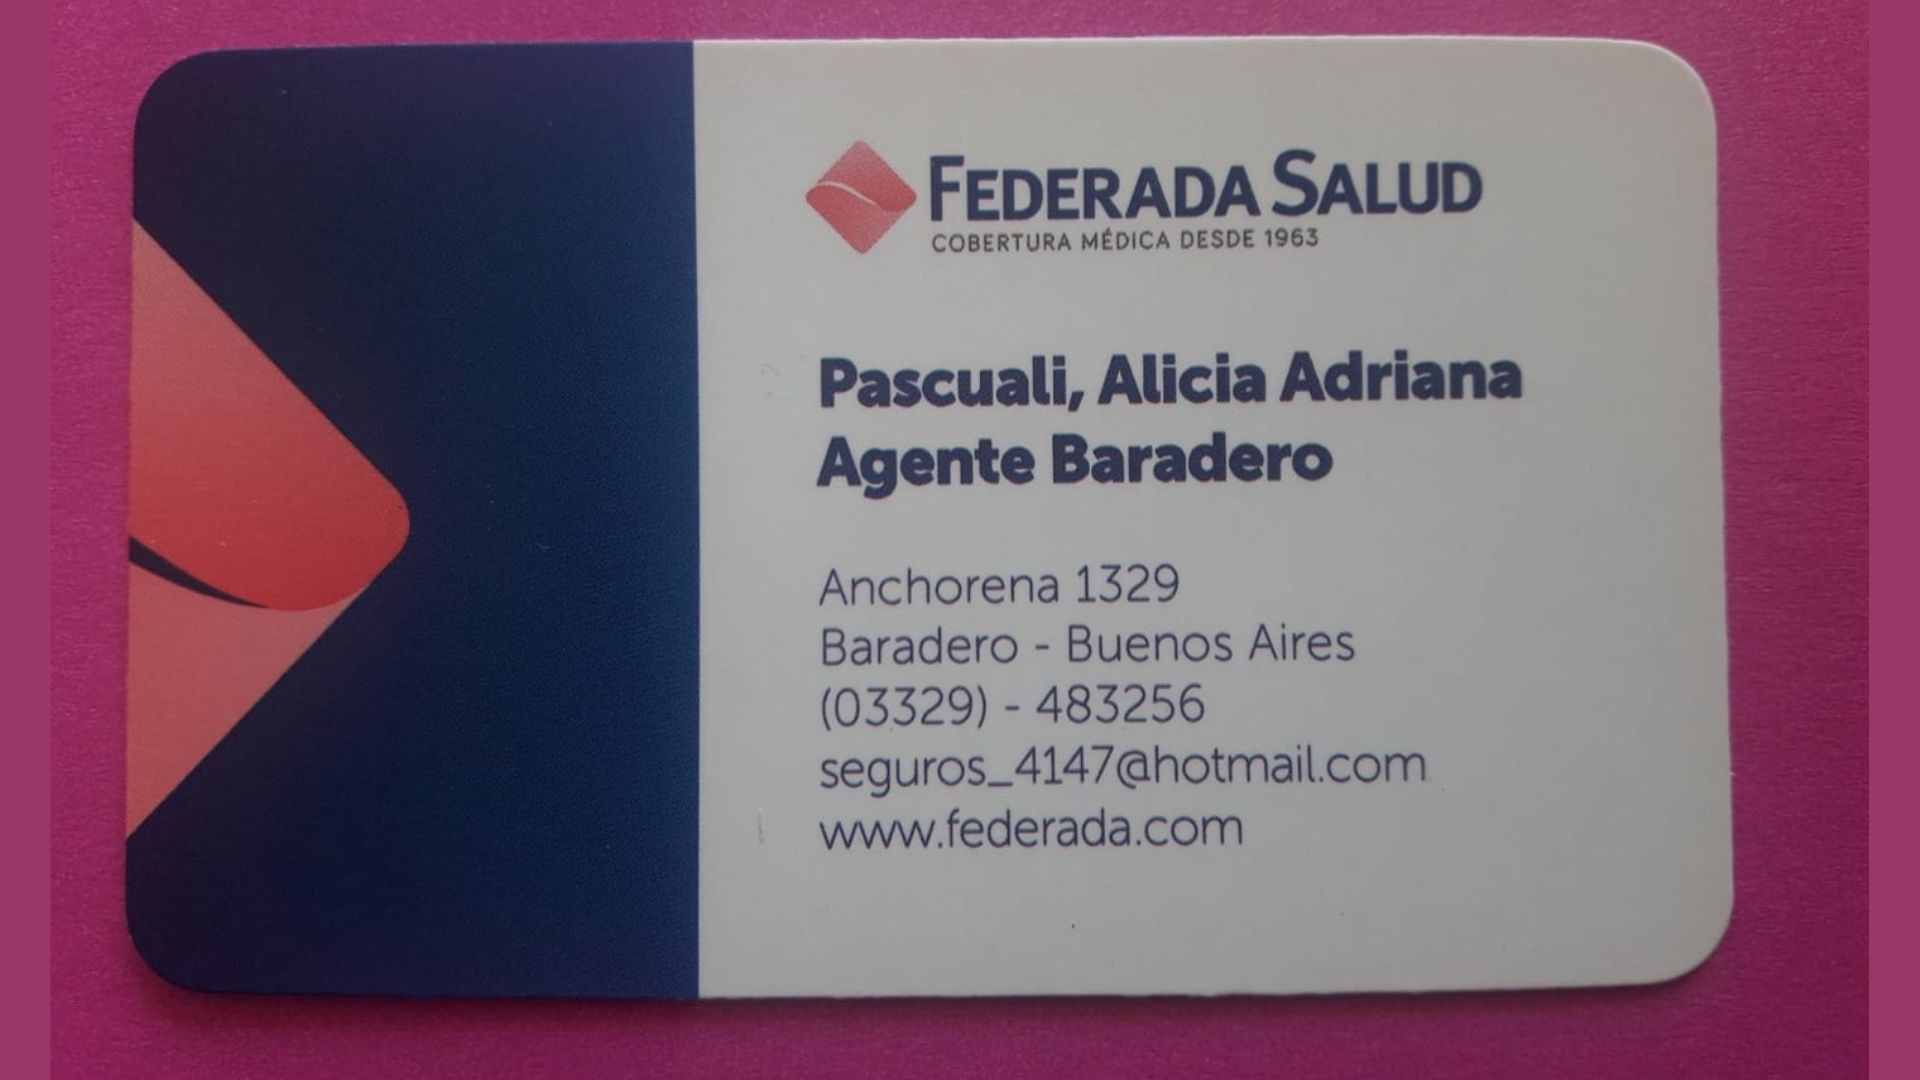 FEDERADA SALUD
COBERTURA MÉDICA DESDE 1963
Pascuali, Alicia Adriana
Agente Baradero
Anchorena 1329
Baradero - Buenos Aires
(03329) - 483256
seguros_4147@hotmail.com
www.federada.com